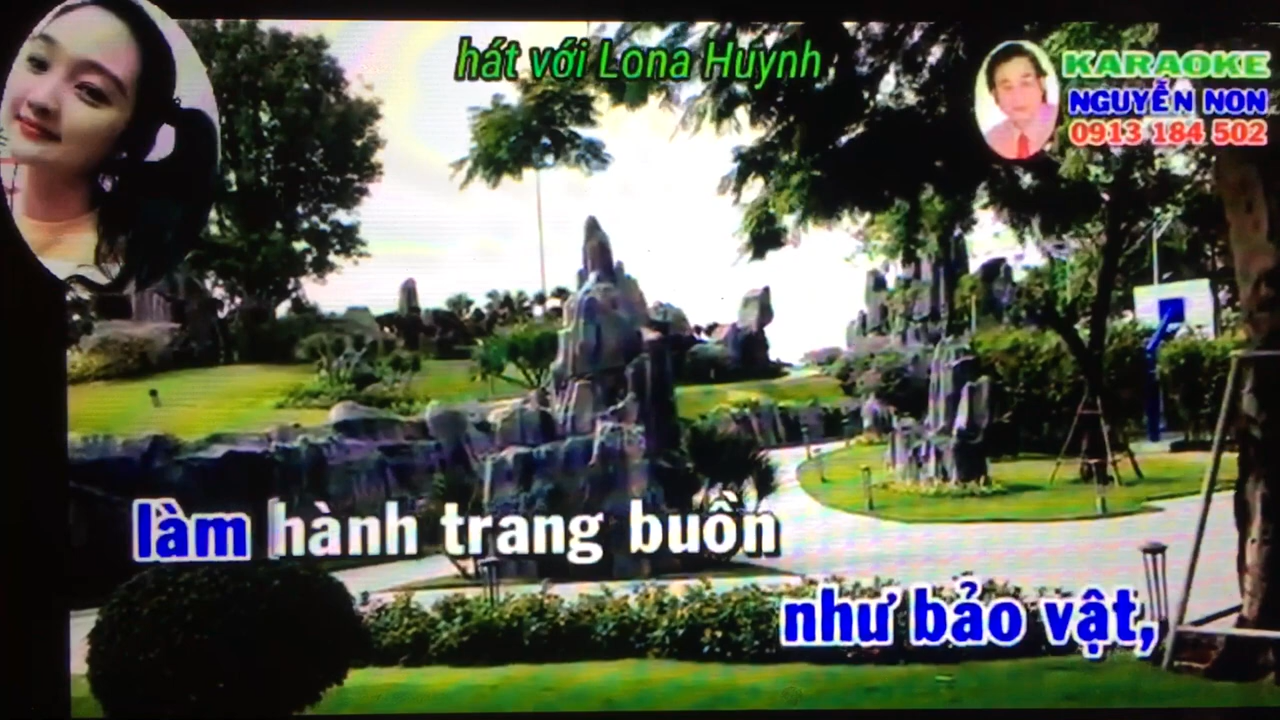 hát với Lona Huỳnh
KARAOKE
NGUYỄN NON
0913 184 502
làm hành trang buồn
như bảo vật,